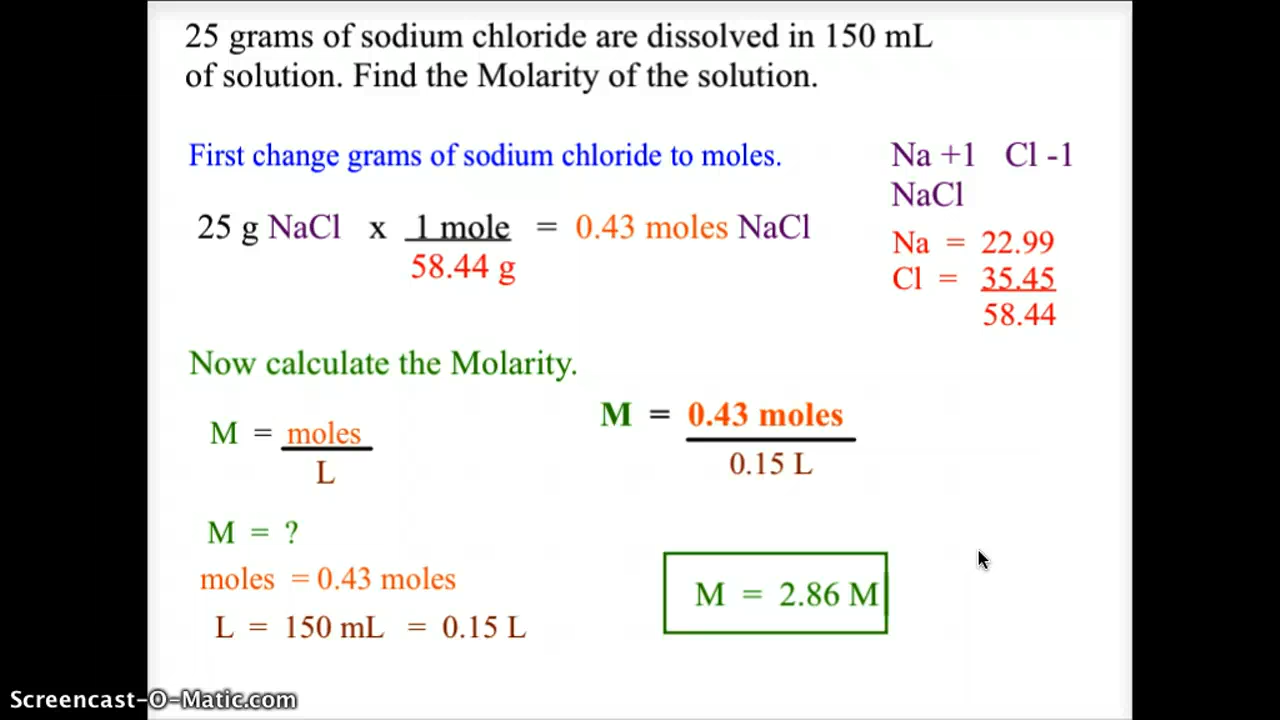 25 grams of sodium chloride are dissolved in 150 mL
of solution. Find the Molarity of the solution.
First change grams of sodium chloride to moles.
Na +1 Cl -1
NaCl
25 g NaCl x 1 mole = 0.43 moles NaCl
58.44 g
Na = 22.99
Cl = 35.45
58.44
Now calculate the Molarity.
M = moles
L
M = 0.43 moles
0.15 L
M = ?
moles = 0.43 moles
L = 150 mL = 0.15 L
M = 2.86 M
Screencast-O-Matic.com